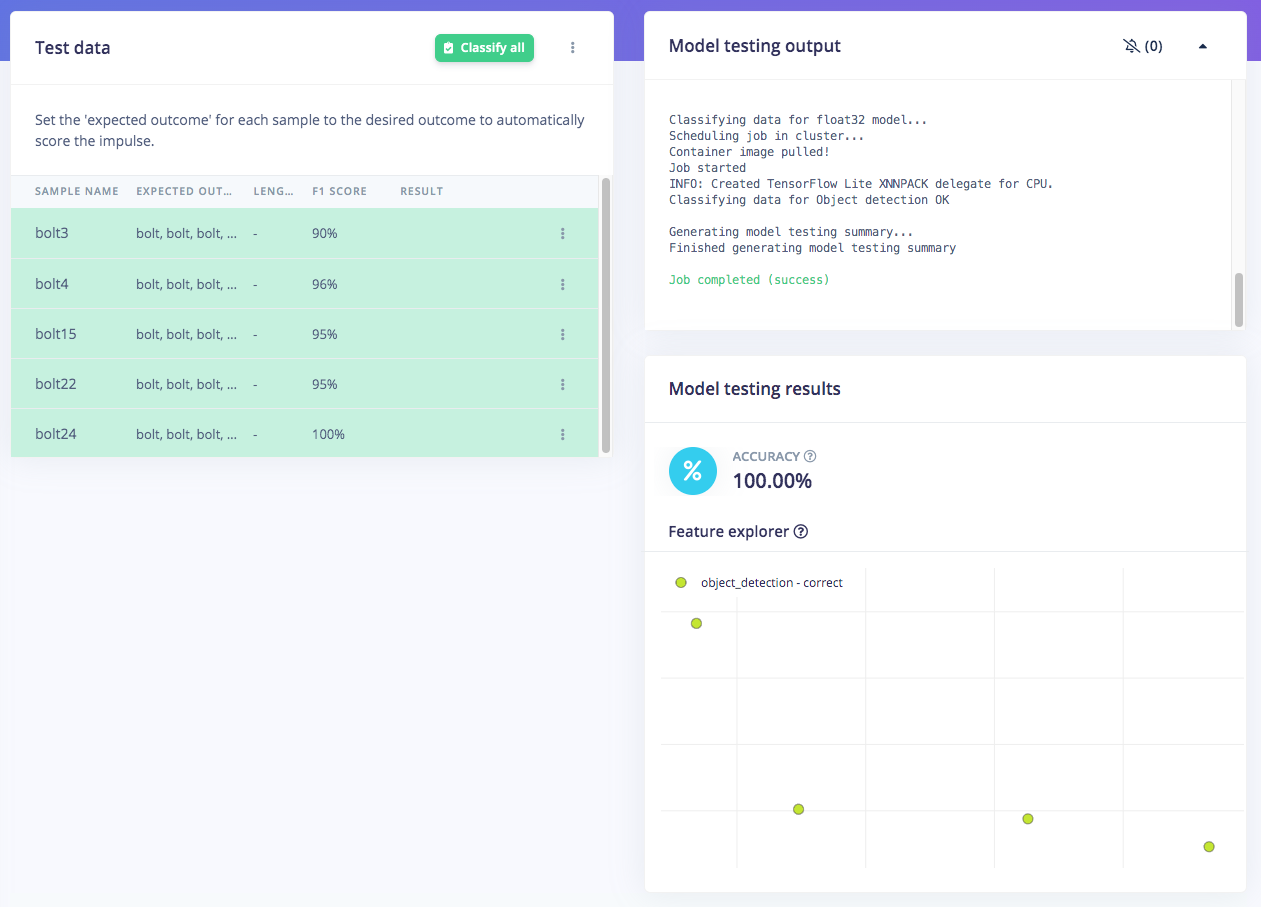 Test data
Classify all
Set the 'expected outcome' for each sample to the desired outcome to automatically
score the impulse.
SAMPLE NAME EXPECTED OUT... LENG... F1 SCORE RESULT
bolt3 bolt, bolt, bolt, ... - 90%
bolt4 bolt, bolt, bolt, ... - 96%
bolt15 bolt, bolt, bolt, ... - 95%
bolt22 bolt, bolt, bolt, ... - 95%
bolt24 bolt, bolt, bolt, ... - 100%
Model testing output
(0)
Classifying data for float32 model...
Scheduling job in cluster...
Container image pulled!
Job started
INFO: Created TensorFlow Lite XNNPACK delegate for CPU.
Classifying data for Object detection OK
Generating model testing summary...
Finished generating model testing summary
Job completed (success)
Model testing results
%
ACCURACY ?
100.00%
Feature explorer ?
object_detection - correct